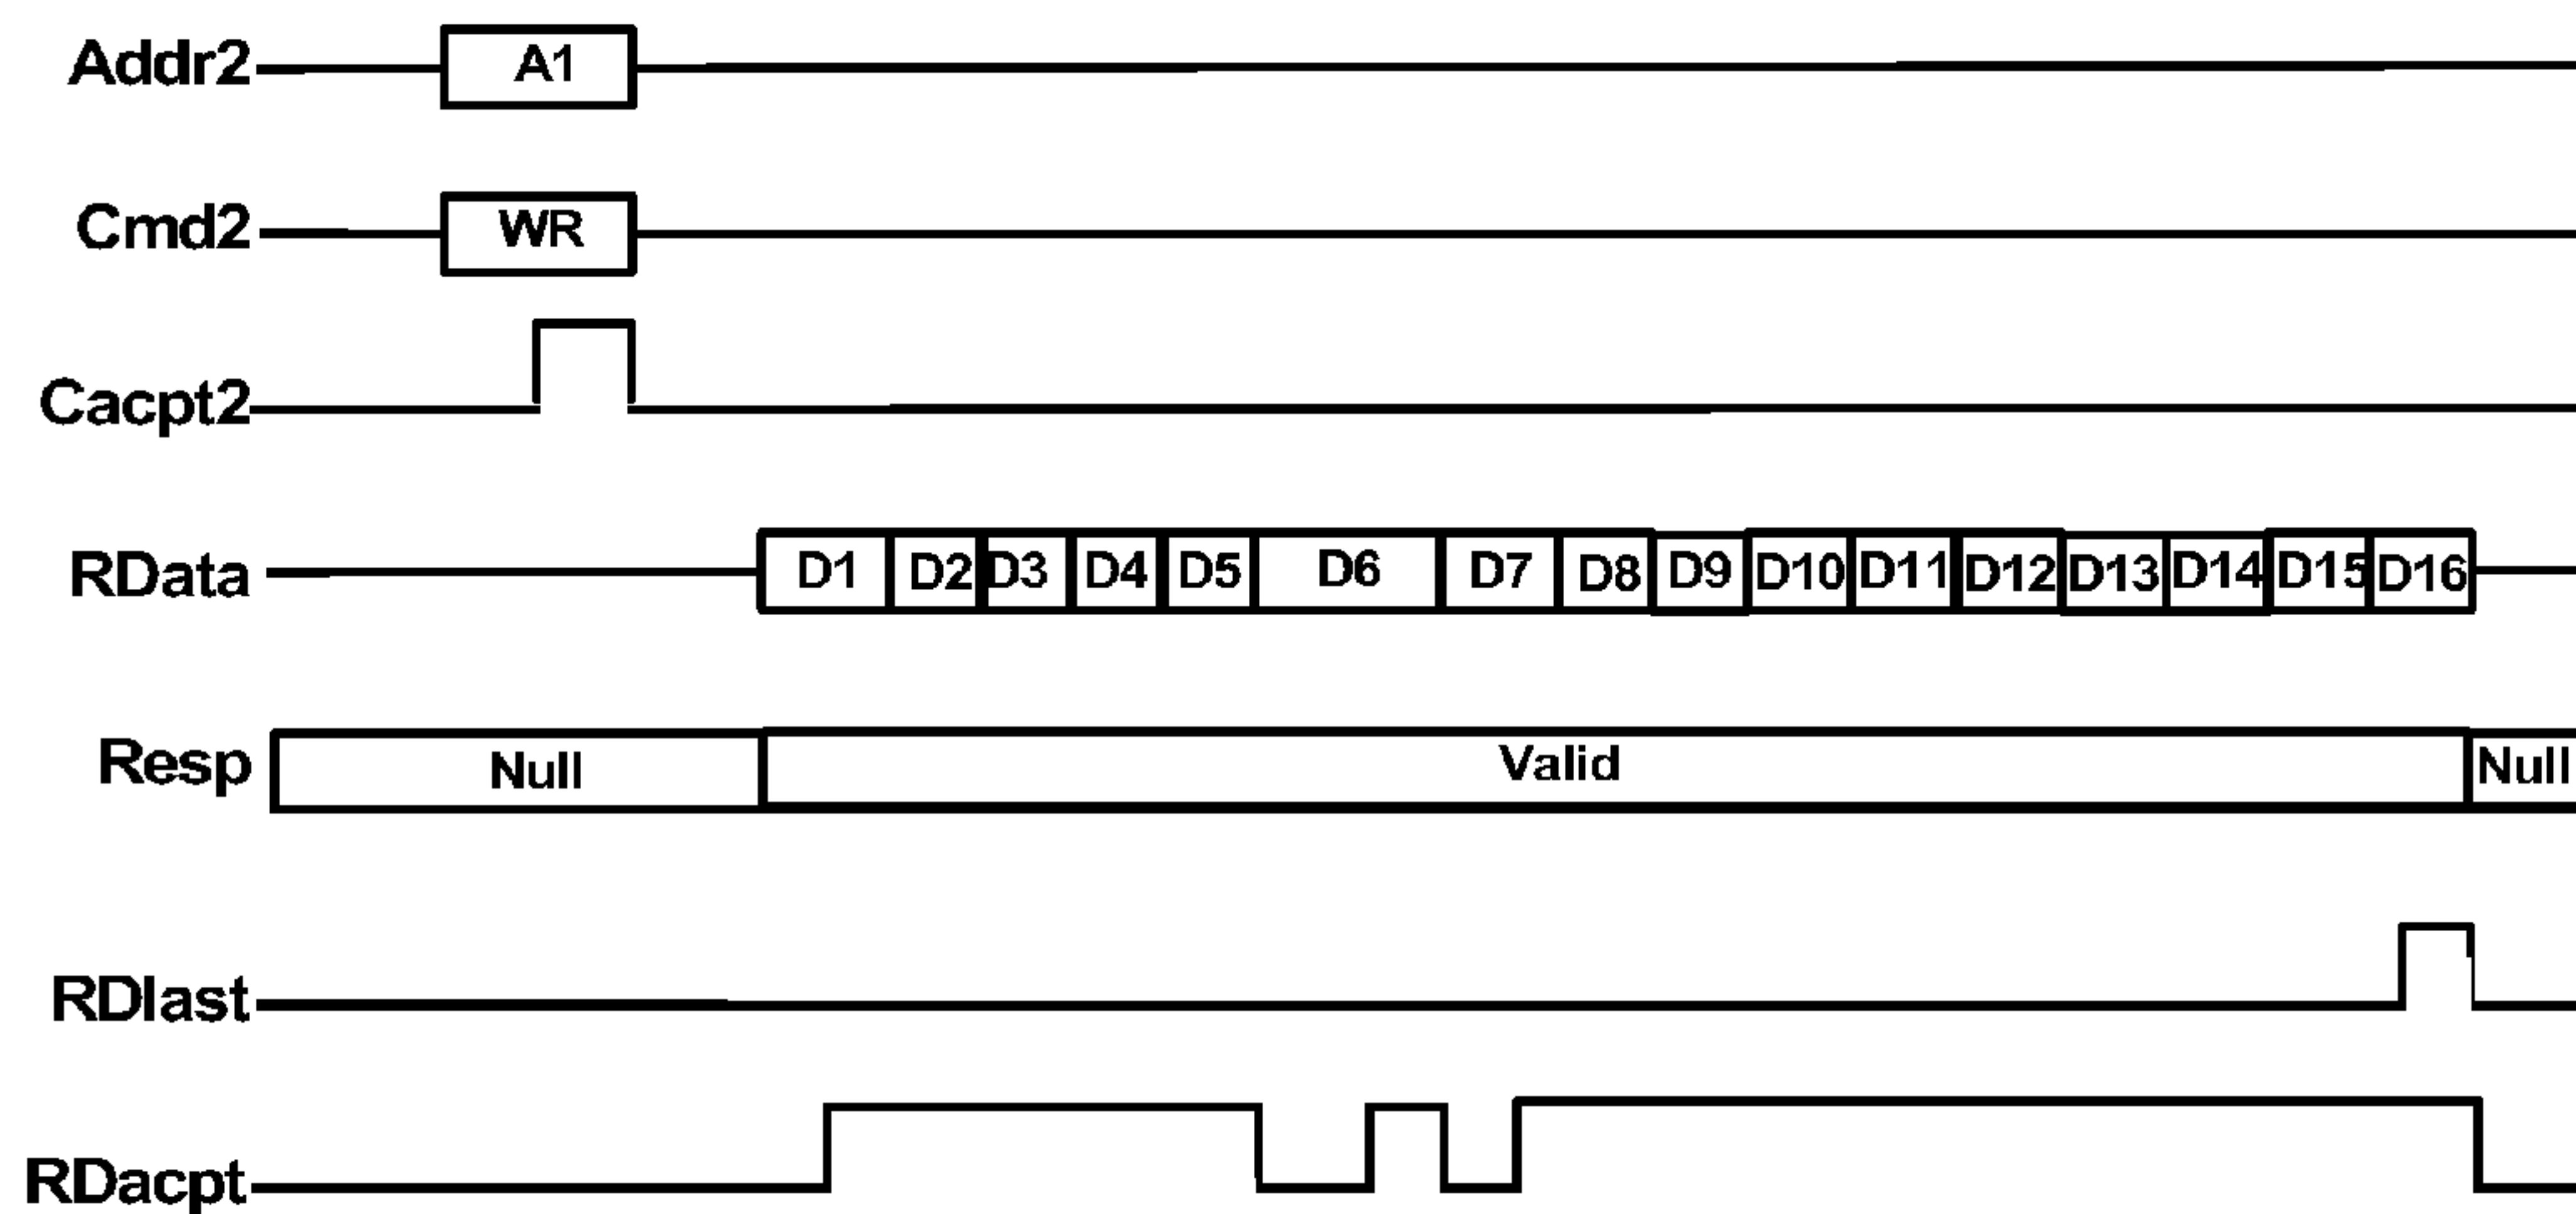 Addr2 A1
Cmd2 WR
Cacpt2
RData D1 D2 D3 D4 D5 D6 D7 D8 D9 D10 D11 D12 D13 D14 D15 D16
Resp Null Valid Null
RDlast
RDacpt